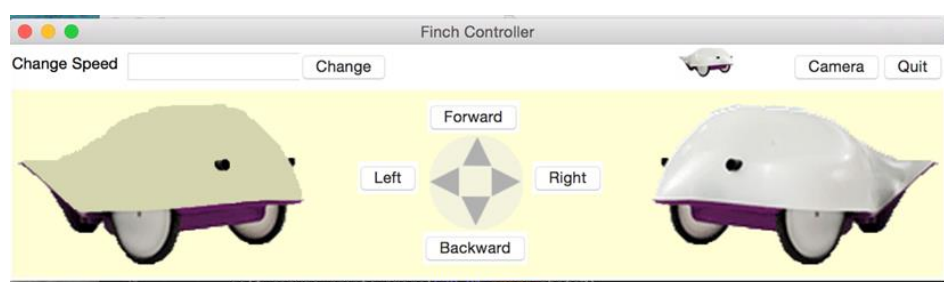 Finch Controller
Change Speed Change Camera Quit
Forward
Left Right
Backward